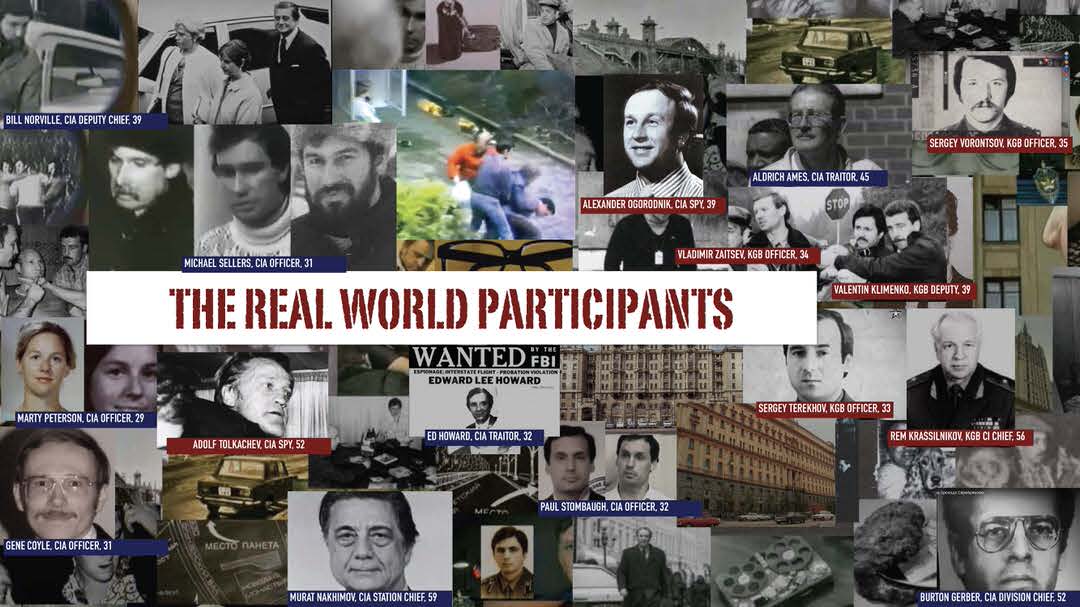 BILL NORVILLE, CIA DEPUTY CHIEF, 39
SERGEY VORONTSOV, KGB OFFICER, 35
ALDRICH AMES, CIA TRAITOR, 45
ALEXANDER OGORODNIK, CIA SPY, 39
STOP
VLADIMIR ZAITSEV, KGB OFFICER, 34
MICHAEL SELLERS, CIA OFFICER, 31
VALENTIN KLIMENKO, KGB DEPUTY, 39
THE REAL WORLD PARTICIPANTS
WANTED BY THE FBI
ESPIONAGE, INTERSTATE FLIGHT - PROBATION VIOLATION
EDWARD LEE HOWARD
MARTY PETERSON, CIA OFFICER, 29
SERGEY TEREKHOV, KGB OFFICER, 33
ADOLF TOLKACHEV, CIA SPY, 52
ED HOWARD, CIA TRAITOR, 32
REM KRASSILNIKOV, KGB CI CHIEF, 56
PAUL STOMBAUGH, CIA OFFICER, 32
МЕСТО
GENE COYLE, CIA OFFICER, 31
МЕСТО ПАКЕТА
MURAT NAKHIMOV, CIA STATION CHIEF, 59
BURTON GERBER, CIA DIVISION CHIEF, 52